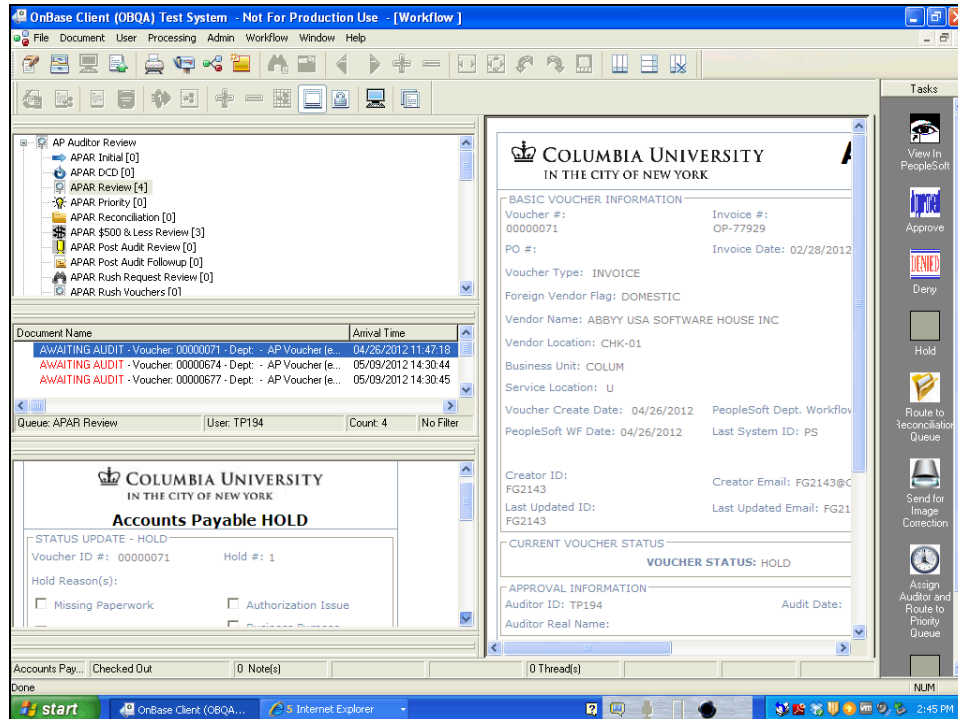 OnBase Client (OBQA) Test System - Not For Production Use - [Workflow ]
File Document User Processing Admin Workflow Window Help
Tasks
AP Auditor Review
APAR Initial [0]
APAR DCD [0]
APAR Review [4]
APAR Priority [0]
APAR Reconciliation [0]
APAR $500 & Less Review [3]
APAR Post Audit Review [0]
APAR Post Audit Followup [0]
APAR Rush Request Review [0]
APAR Rush Vouchers [0]
Document Name Arrival Time
AWAITING AUDIT - Voucher: 00000071 - Dept: - AP Voucher (e... 04/26/2012 11:47:18
AWAITING AUDIT - Voucher: 00000674 - Dept: - AP Voucher (e... 05/09/2012 14:30:44
AWAITING AUDIT - Voucher: 00000677 - Dept: - AP Voucher (e... 05/09/2012 14:30:45
Queue: APAR Review User: TP194 Count: 4 No Filter
COLUMBIA UNIVERSITY
IN THE CITY OF NEW YORK
Accounts Payable HOLD
STATUS UPDATE - HOLD
Voucher ID #: 00000071 Hold #: 1
Hold Reason(s):
Missing Paperwork Authorization Issue
Business Purpose
COLUMBIA UNIVERSITY
IN THE CITY OF NEW YORK
A
BASIC VOUCHER INFORMATION
Voucher #: Invoice #:
00000071 OP-77929
PO #: Invoice Date: 02/28/2012
Voucher Type: INVOICE
Foreign Vendor Flag: DOMESTIC
Vendor Name: ABBYY USA SOFTWARE HOUSE INC
Vendor Location: CHK-01
Business Unit: COLUM
Service Location: U
Voucher Create Date: 04/26/2012 PeopleSoft Dept. Workflow
PeopleSoft WF Date: 04/26/2012 Last System ID: PS
Creator ID: Creator Email: FG2143@C
FG2143
Last Updated ID: Last Updated Email: FG21
FG2143
CURRENT VOUCHER STATUS
VOUCHER STATUS: HOLD
APPROVAL INFORMATION
Auditor ID: TP194 Audit Date:
Auditor Real Name:
View In
PeopleSoft
Approved
Approve
DENIED
Deny
Hold
Route to
Reconciliation
Queue
Send for
Image
Correction
Assign
Auditor and
Route to
Priority
Queue
Accounts Pay... Checked Out 0 Note(s) 0 Thread(s)
Done NUM
start OnBase Client (OBQA... 5 Internet Explorer 2:45 PM